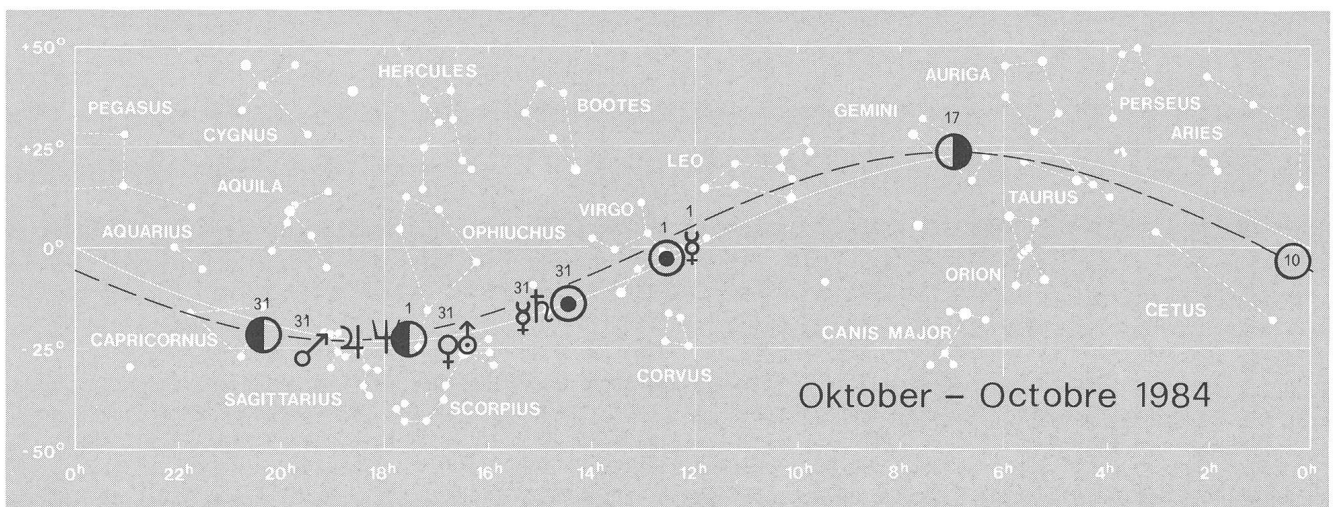 +50°
HERCULES
AURIGA
PEGASUS
BOOTES
GEMINI
PERSEUS
CYGNUS
17
ARIES
+25°
LEO
AQUILA
TAURUS
VIRGO
1
AQUARIUS
OPHIUCHUS
1
0°
10
31
ORION
31
31
1
31
31
CETUS
CAPRICORNUS
CANIS MAJOR
-25°
CORVUS
SAGITTARIUS
SCORPIUS
Oktober – Octobre 1984
-50°
0h 22h 20h 18h 16h 14h 12h 10h 8h 6h 4h 2h 0h